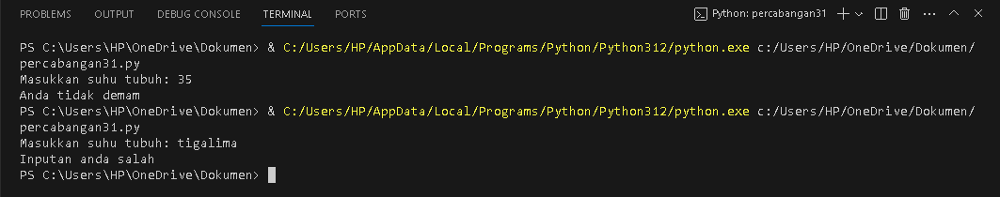 PROBLEMS OUTPUT DEBUG CONSOLE TERMINAL PORTS Python: percabangan31
PS C:\Users\HP\OneDrive\Dokumen> & C:/Users/HP/AppData/Local/Programs/Python/Python312/python.exe c:/Users/HP/OneDrive/Dokumen/
percabangan31.py
Masukkan suhu tubuh: 35
Anda tidak demam
PS C:\Users\HP\OneDrive\Dokumen> & C:/Users/HP/AppData/Local/Programs/Python/Python312/python.exe c:/Users/HP/OneDrive/Dokumen/
percabangan31.py
Masukkan suhu tubuh: tigalima
Inputan anda salah
PS C:\Users\HP\OneDrive\Dokumen>